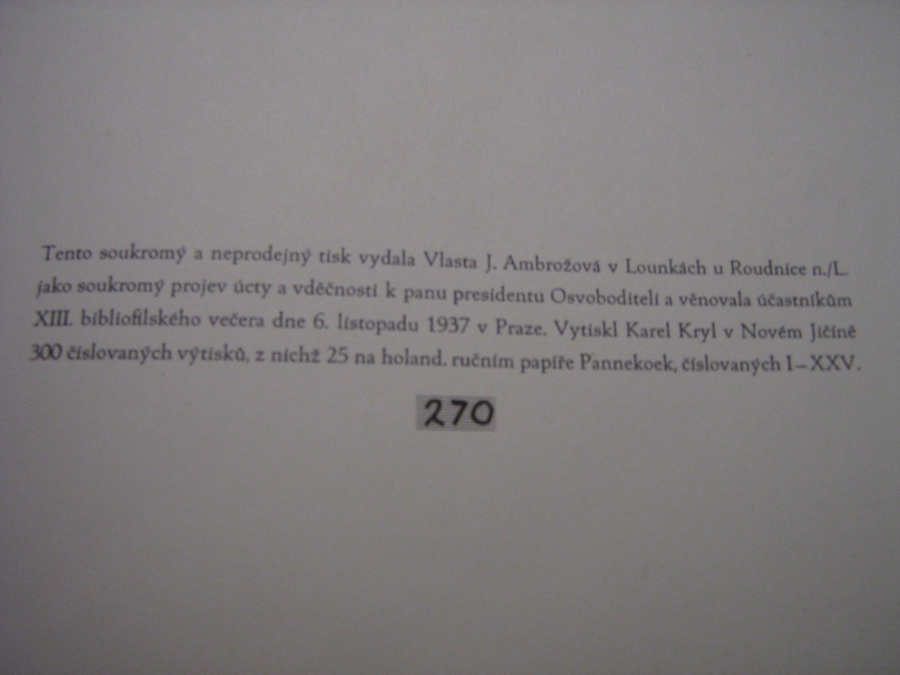 Tento soukromý a neprodejný tisk vydala Vlasta J. Ambrožová v Lounkách u Roudnice n./L.
jako soukromý projev úcty a vděčnosti k panu presidentu Osvoboditeli a věnovala účastníkům
XIII. bibliofilského večera dne 6. listopadu 1937 v Praze. Vytiskl Karel Kryl v Novém Jičíně
300 číslovaných výtisků, z nichž 25 na holand. ručním papíře Pannekoek, číslovaných I–XXV.
270